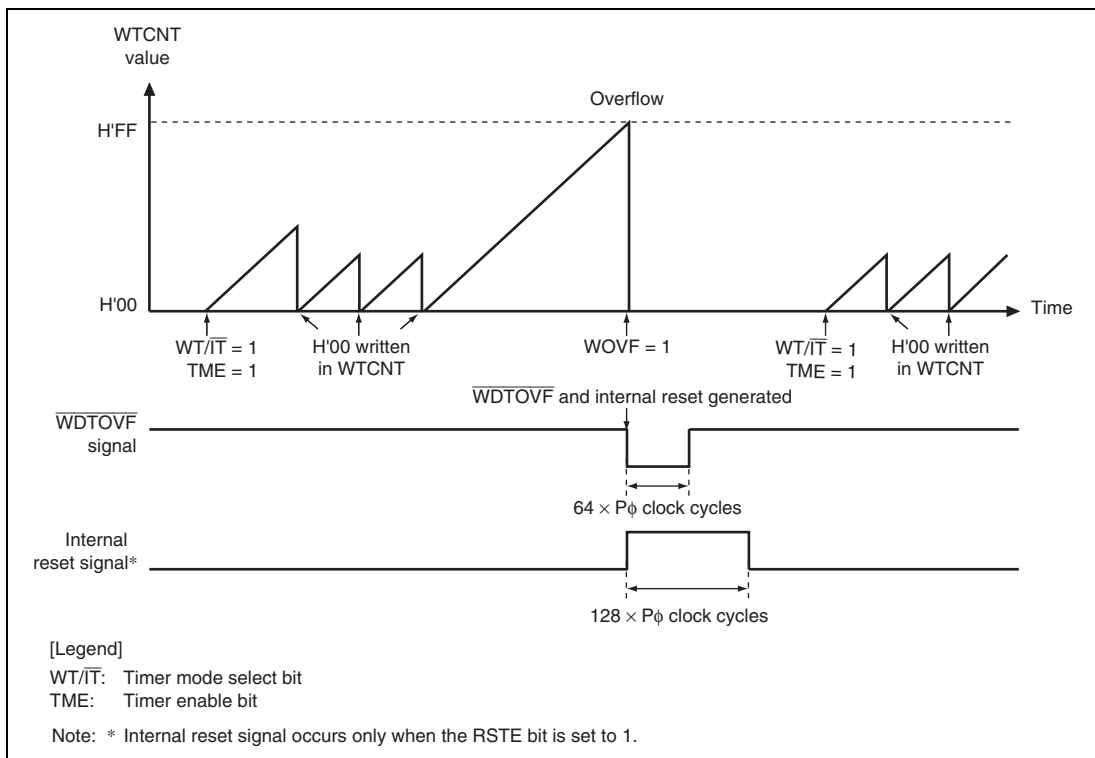 WTCNT
value
Overflow
H'FF
H'00
Time
WT/IT = 1
TME = 1
H'00 written
in WTCNT
WOVF = 1
WT/IT = 1
TME = 1
H'00 written
in WTCNT
WDTOVF and internal reset generated
WDTOVF
signal
64 × Pϕ clock cycles
Internal
reset signal*
128 × Pϕ clock cycles
[Legend]
WT/IT: Timer mode select bit
TME: Timer enable bit
Note: * Internal reset signal occurs only when the RSTE bit is set to 1.